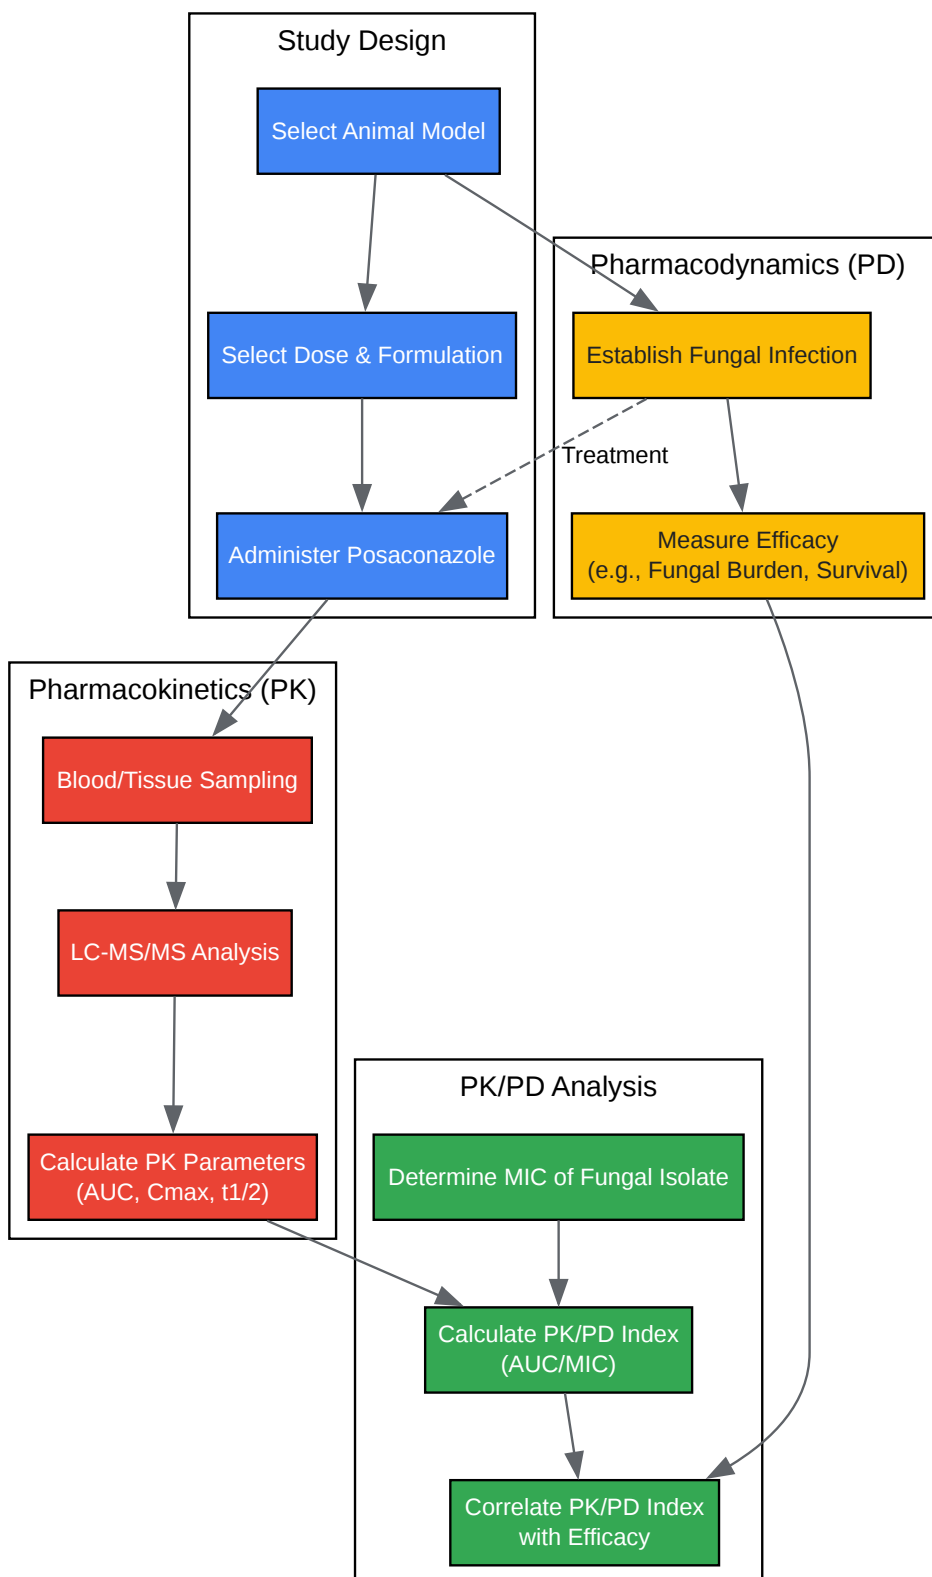 Study Design
Select Animal Model
Select Dose & Formulation
Administer Posaconazole
Pharmacodynamics (PD)
Establish Fungal Infection
Treatment
Measure Efficacy
(e.g., Fungal Burden, Survival)
Pharmacokinetics (PK)
Blood/Tissue Sampling
LC-MS/MS Analysis
Calculate PK Parameters
(AUC, Cmax, t1/2)
PK/PD Analysis
Determine MIC of Fungal Isolate
Calculate PK/PD Index
(AUC/MIC)
Correlate PK/PD Index
with Efficacy